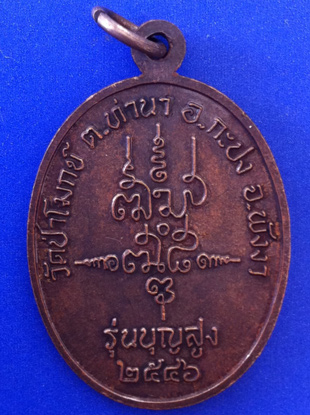 วัดปาโมกข์ ต.ท่านา อ.กะปง จ.พังงา
รุ่นบุญสูง
๒๕๔๖